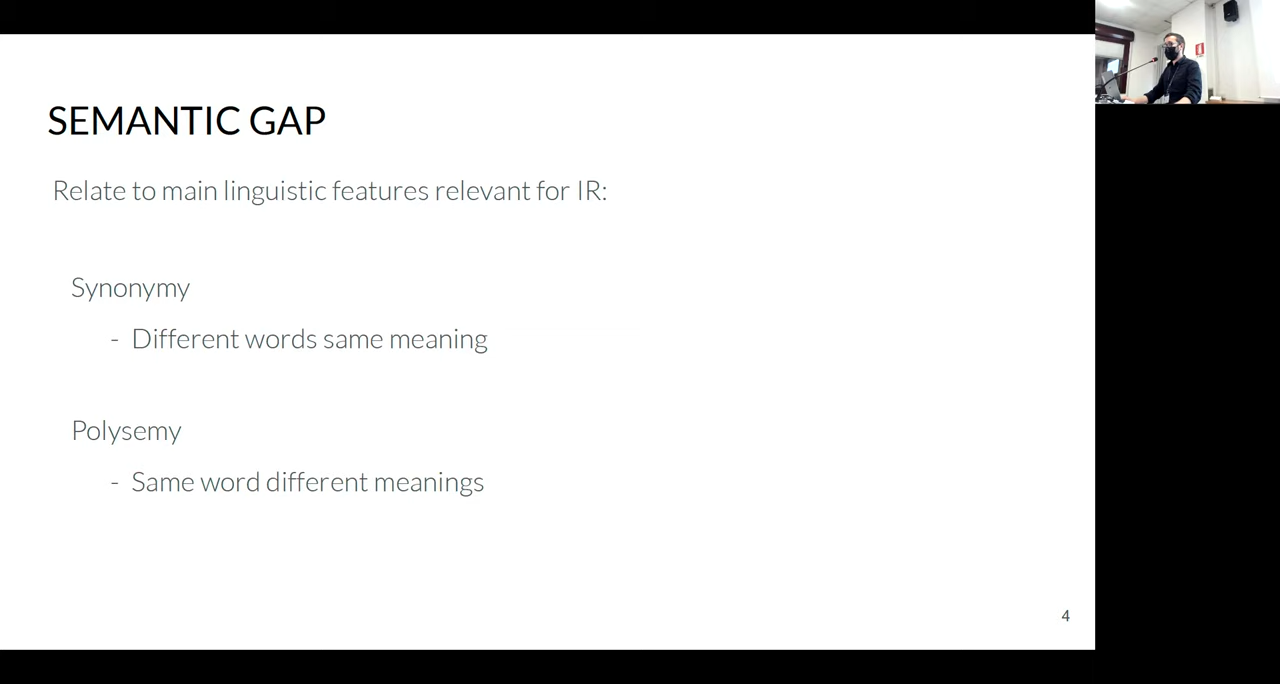 SEMANTIC GAP
Relate to main linguistic features relevant for IR:
Synonymy
- Different words same meaning
Polysemy
- Same word different meanings
4